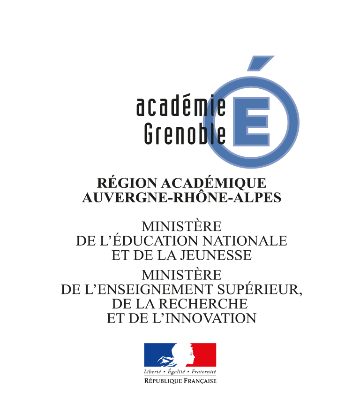 académie
Grenoble
É
RÉGION ACADÉMIQUE
AUVERGNE-RHÔNE-ALPES
MINISTÈRE
DE L'ÉDUCATION NATIONALE
ET DE LA JEUNESSE
MINISTÈRE
DE L'ENSEIGNEMENT SUPÉRIEUR,
DE LA RECHERCHE
ET DE L'INNOVATION
Liberté • Égalité • Fraternité
RÉPUBLIQUE FRANÇAISE